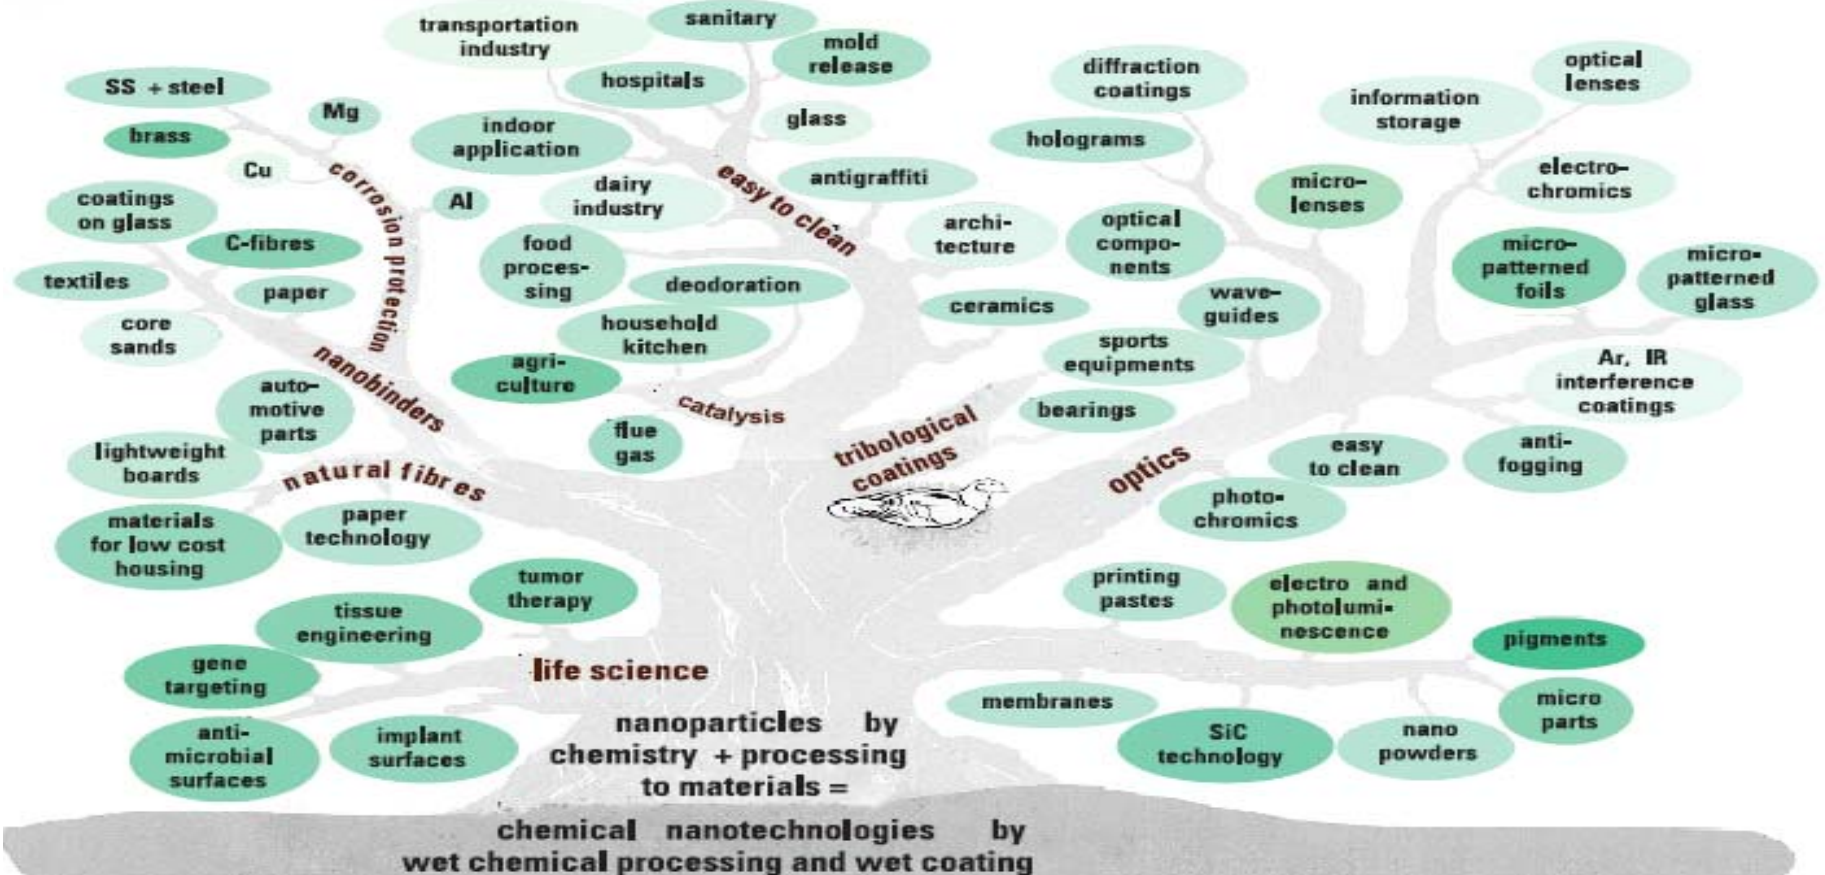 transportation
industry
sanitary
mold
release
hospitals
SS + steel
Mg
brass
Cu
indoor
application
glass
diffraction
coatings
holograms
information
storage
optical
lenses
electro-
chromics
micro-
lenses
antigraffiti
easy to clean
dairy
industry
Al
corrosion protection
coatings
on glass
C-fibres
textiles
paper
core
sands
nanobinders
food
proces-
sing
deodoration
household
kitchen
agri-
culture
catalysis
flue
gas
archi-
tecture
optical
compo-
nents
ceramics
wave-
guides
sports
equipments
bearings
tribological
coatings
optics
micro-
patterned
foils
micro-
patterned
glass
Ar, IR
interference
coatings
easy
to clean
anti-
fogging
photo-
chromics
auto-
motive
parts
lightweight
boards
natural fibres
materials
for low cost
housing
paper
technology
tumor
therapy
tissue
engineering
gene
targeting
life science
anti-
microbial
surfaces
implant
surfaces
printing
pastes
electro and
photolumi-
nescence
pigments
membranes
SiC
technology
nano
powders
micro
parts
nanoparticles by
chemistry + processing
to materials =
chemical nanotechnologies by
wet chemical processing and wet coating